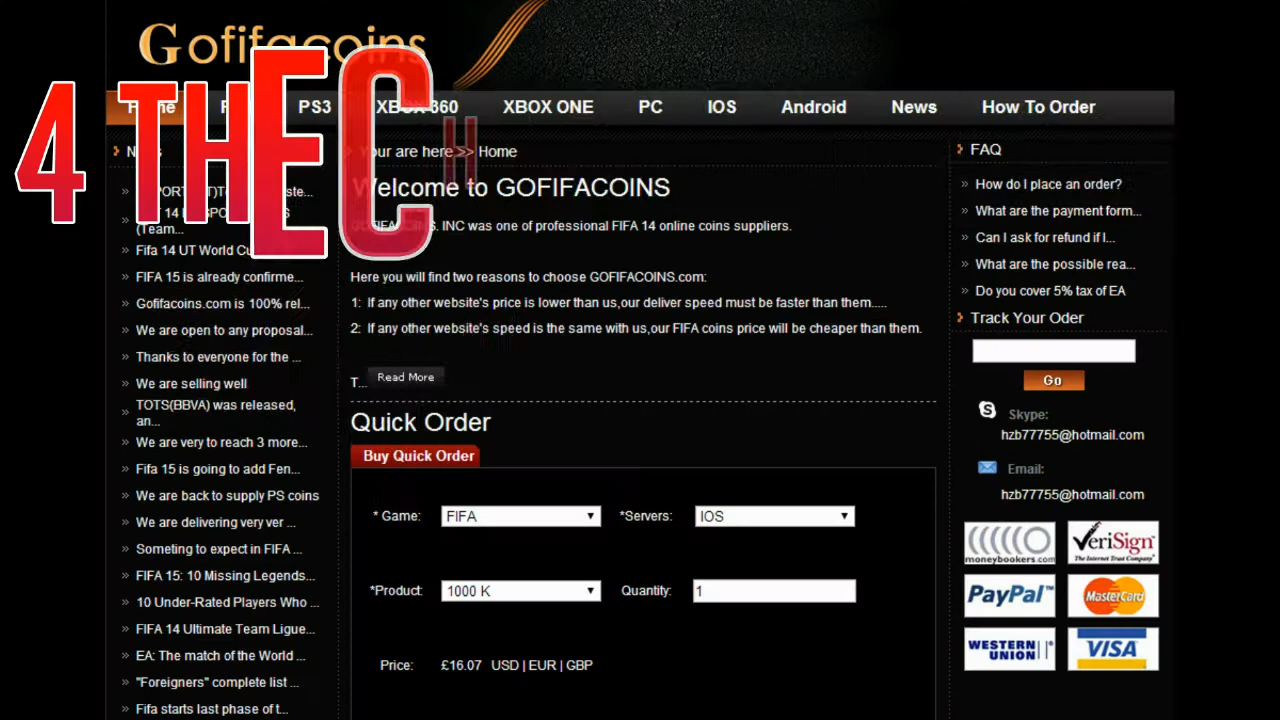 Gofifacoins
4 THECH
PS3 XBOX 360 XBOX ONE PC IOS Android News How To Order
Your are here >> Home
Welcome to GOFIFACOINS
INC was one of professional FIFA 14 online coins suppliers.
Here you will find two reasons to choose GOFIFACOINS.com:
1: If any other website's price is lower than us,our deliver speed must be faster than them.....
2: If any other website's speed is the same with us,our FIFA coins price will be cheaper than them.
T... Read More
(Team...
Fifa 14 UT World
FIFA 15 is already confirme...
Gofifacoins.com is 100% rel...
We are open to any proposal...
Thanks to everyone for the ...
We are selling well
TOTS(BBVA) was released,
an...
We are very to reach 3 more...
Fifa 15 is going to add Fen...
We are back to supply PS coins
We are delivering very ver ...
Someting to expect in FIFA ...
FIFA 15: 10 Missing Legends...
10 Under-Rated Players Who ...
FIFA 14 Ultimate Team Ligue...
EA: The match of the World ...
"Foreigners" complete list ...
Fifa starts last phase of t...
Quick Order
Buy Quick Order
* Game: FIFA *Servers: IOS
*Product: 1000 K Quantity: 1
Price: £16.07 USD | EUR | GBP
FAQ
How do I place an order?
What are the payment form...
Can I ask for refund if I...
What are the possible rea...
Do you cover 5% tax of EA
Track Your Oder
Go
Skype:
hzb77755@hotmail.com
Email:
hzb77755@hotmail.com
moneybookers.com VeriSign
The Internet Trust Company
PayPal MasterCard
WESTERN UNION VISA